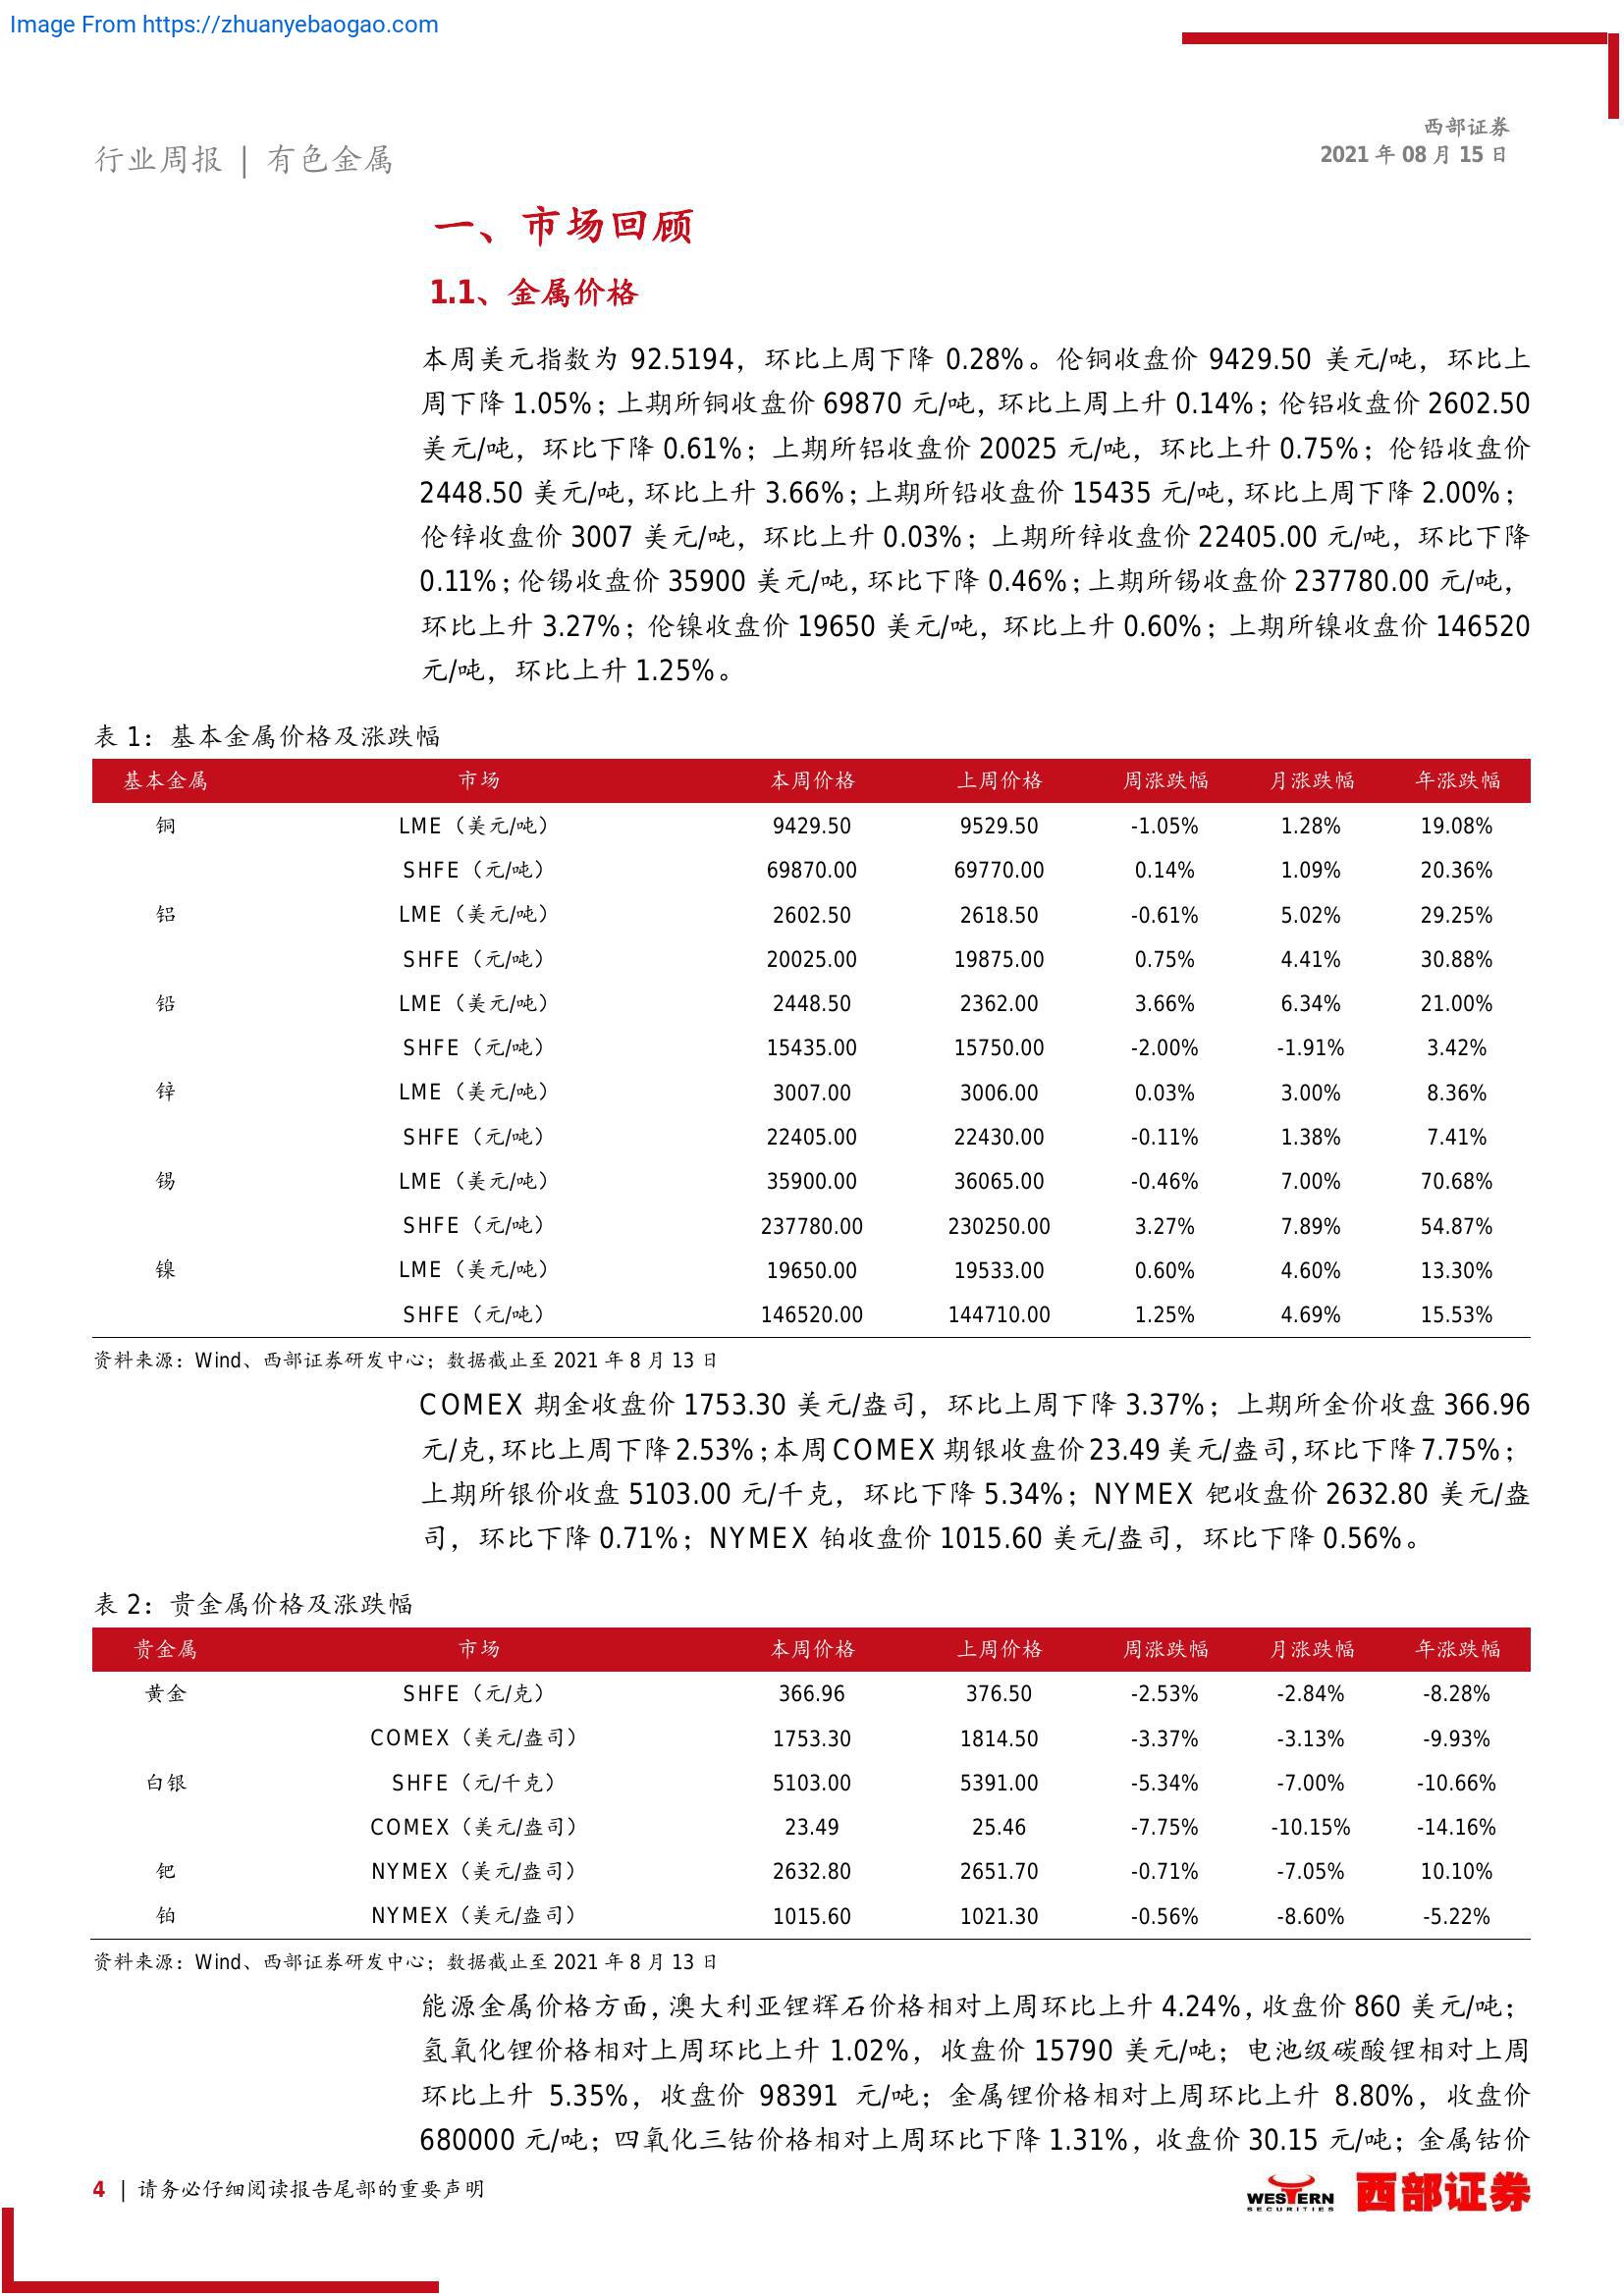 Image From https://zhuanyebaogao.com
西部证券
行业周报 | 有色金属
2021 年 08 月 15 日
一、市场回顾
1.1、金属价格
本周美元指数为 92.5194，环比上周下降 0.28%。伦铜收盘价 9429.50 美元/吨，环比上
周下降 1.05%；上期所铜收盘价 69870 元/吨，环比上周上升 0.14%；伦铝收盘价 2602.50
美元/吨，环比下降 0.61%；上期所铝收盘价 20025 元/吨，环比上升 0.75%；伦铅收盘价
2448.50 美元/吨，环比上升 3.66%；上期所铅收盘价 15435 元/吨，环比上周下降 2.00%；
伦锌收盘价 3007 美元/吨，环比上升 0.03%；上期所锌收盘价 22405.00 元/吨，环比下降
0.11%；伦锡收盘价 35900 美元/吨，环比下降 0.46%；上期所锡收盘价 237780.00 元/吨，
环比上升 3.27%；伦镍收盘价 19650 美元/吨，环比上升 0.60%；上期所镍收盘价 146520
元/吨，环比上升 1.25%。
表 1：基本金属价格及涨跌幅
基本金属 市场 本周价格 上周价格 周涨跌幅 月涨跌幅 年涨跌幅
铜 LME（美元/吨） 9429.50 9529.50 -1.05% 1.28% 19.08%
SHFE（元/吨） 69870.00 69770.00 0.14% 1.09% 20.36%
铝 LME（美元/吨） 2602.50 2618.50 -0.61% 5.02% 29.25%
SHFE（元/吨） 20025.00 19875.00 0.75% 4.41% 30.88%
铅 LME（美元/吨） 2448.50 2362.00 3.66% 6.34% 21.00%
SHFE（元/吨） 15435.00 15750.00 -2.00% -1.91% 3.42%
锌 LME（美元/吨） 3007.00 3006.00 0.03% 3.00% 8.36%
SHFE（元/吨） 22405.00 22430.00 -0.11% 1.38% 7.41%
锡 LME（美元/吨） 35900.00 36065.00 -0.46% 7.00% 70.68%
SHFE（元/吨） 237780.00 230250.00 3.27% 7.89% 54.87%
镍 LME（美元/吨） 19650.00 19533.00 0.60% 4.60% 13.30%
SHFE（元/吨） 146520.00 144710.00 1.25% 4.69% 15.53%
资料来源：Wind、西部证券研发中心；数据截止至 2021 年 8 月 13 日
COMEX 期金收盘价 1753.30 美元/盎司，环比上周下降 3.37%；上期所金价收盘 366.96
元/克，环比上周下降 2.53%；本周 COMEX 期银收盘价 23.49 美元/盎司，环比下降 7.75%；
上期所银价收盘 5103.00 元/千克，环比下降 5.34%；NYMEX 钯收盘价 2632.80 美元/盎
司，环比下降 0.71%；NYMEX 铂收盘价 1015.60 美元/盎司，环比下降 0.56%。
表 2：贵金属价格及涨跌幅
贵金属 市场 本周价格 上周价格 周涨跌幅 月涨跌幅 年涨跌幅
黄金 SHFE（元/克） 366.96 376.50 -2.53% -2.84% -8.28%
COMEX（美元/盎司） 1753.30 1814.50 -3.37% -3.13% -9.93%
白银 SHFE（元/千克） 5103.00 5391.00 -5.34% -7.00% -10.66%
COMEX（美元/盎司） 23.49 25.46 -7.75% -10.15% -14.16%
钯 NYMEX（美元/盎司） 2632.80 2651.70 -0.71% -7.05% 10.10%
铂 NYMEX（美元/盎司） 1015.60 1021.30 -0.56% -8.60% -5.22%
资料来源：Wind、西部证券研发中心；数据截止至 2021 年 8 月 13 日
能源金属价格方面，澳大利亚锂辉石价格相对上周环比上升 4.24%，收盘价 860 美元/吨；
氢氧化锂价格相对上周环比上升 1.02%，收盘价 15790 美元/吨；电池级碳酸锂相对上周
环比上升 5.35%，收盘价 98391 元/吨；金属锂价格相对上周环比上升 8.80%，收盘价
680000 元/吨；四氧化三钴价格相对上周环比下降 1.31%，收盘价 30.15 元/吨；金属钴价
4 | 请务必仔细阅读报告尾部的重要声明
WESTERN
SECURITIES
西部证券